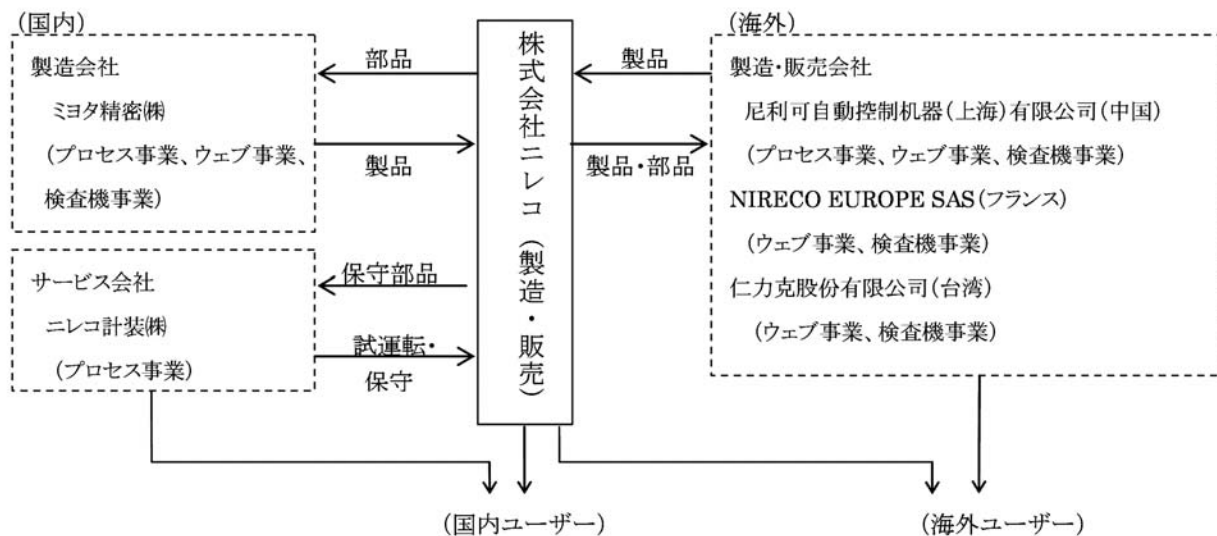 (国内)
製造会社
ミヨタ精密㈱
(プロセス事業、ウェブ事業、
検査機事業)
サービス会社
ニレコ計装㈱
(プロセス事業)
部品
製品
保守部品
試運転・
保守
株式会社ニレコ(製造・販売)
製品
製品・部品
(海外)
製造・販売会社
尼利可自動控制机器(上海)有限公司(中国)
(プロセス事業、ウェブ事業、検査機事業)
NIRECO EUROPE SAS(フランス)
(ウェブ事業、検査機事業)
仁力克股份有限公司(台湾)
(ウェブ事業、検査機事業)
(国内ユーザー)
(海外ユーザー)